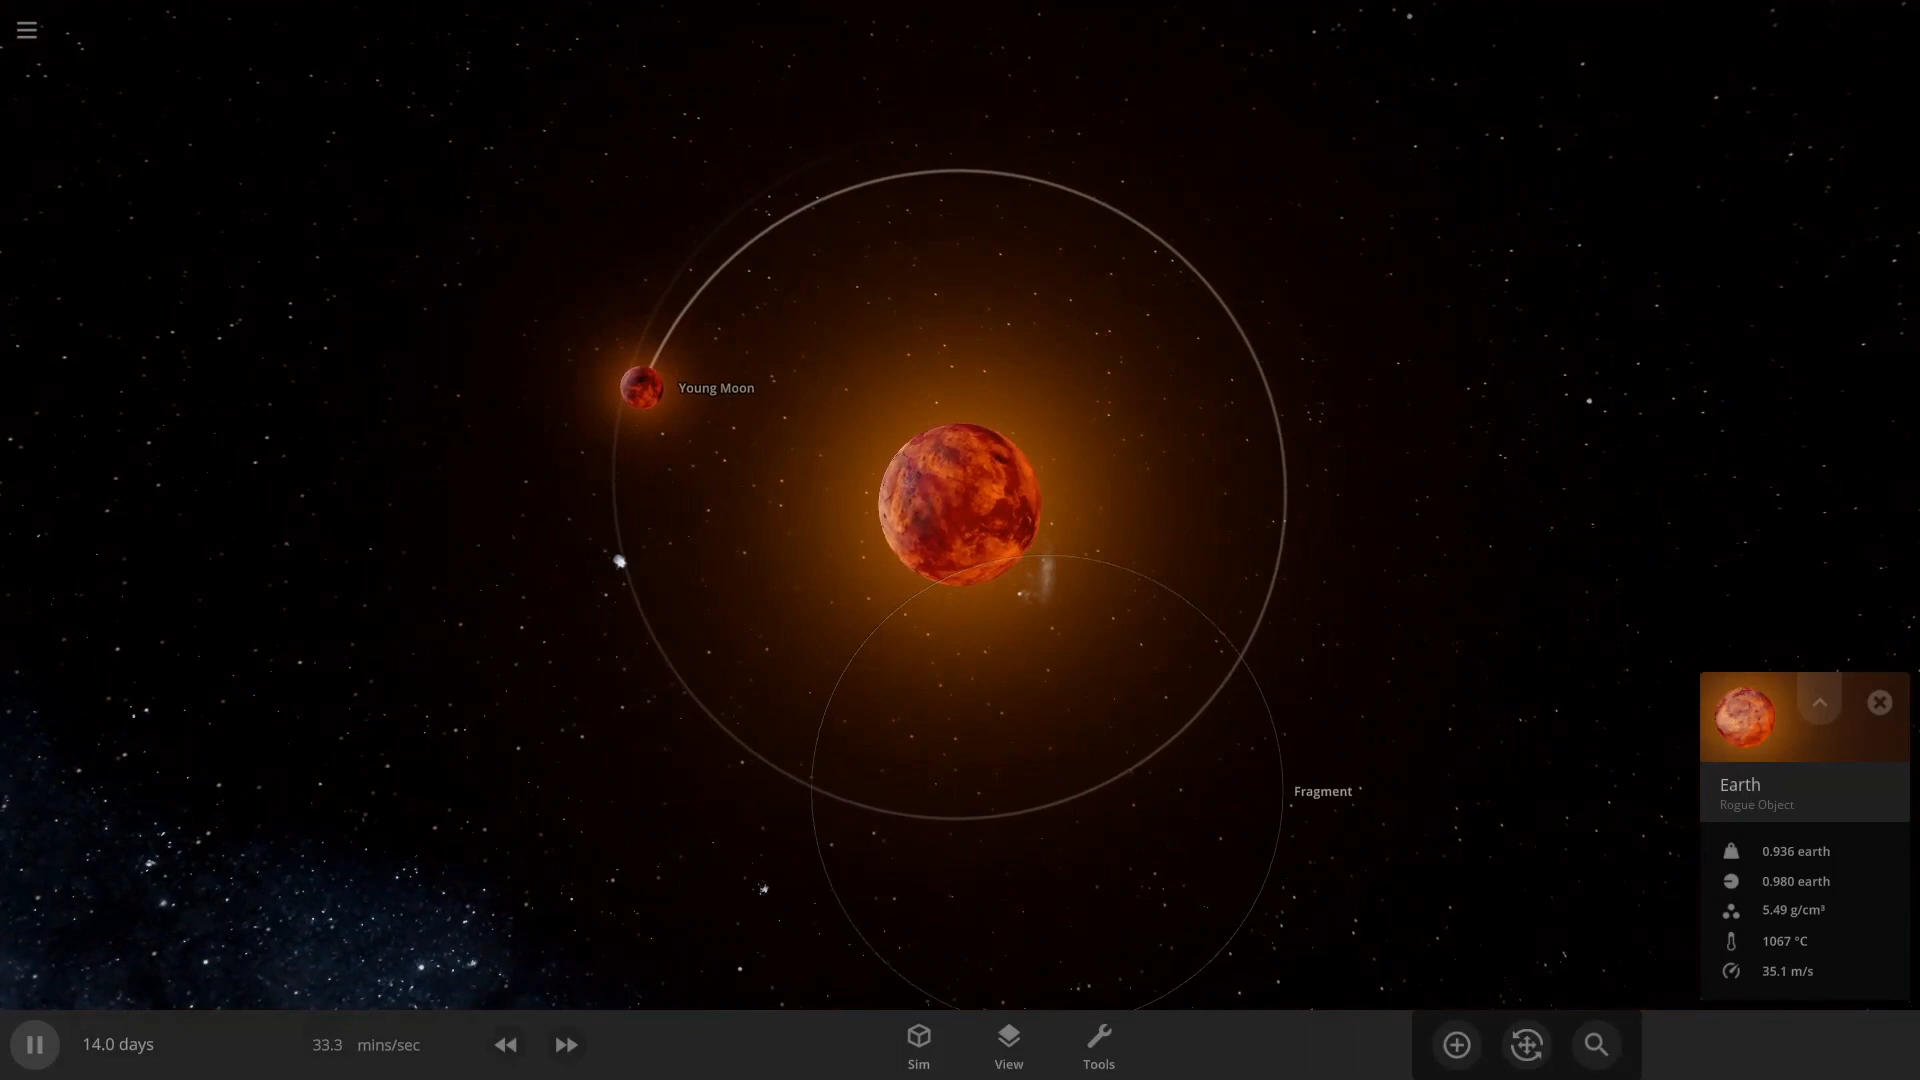 Young Moon
Fragment
Earth
Rogue Object
0.936 earth
0.980 earth
5.49 g/cm³
1067 °C
35.1 m/s
14.0 days
33.3 mins/sec
Sim
View
Tools